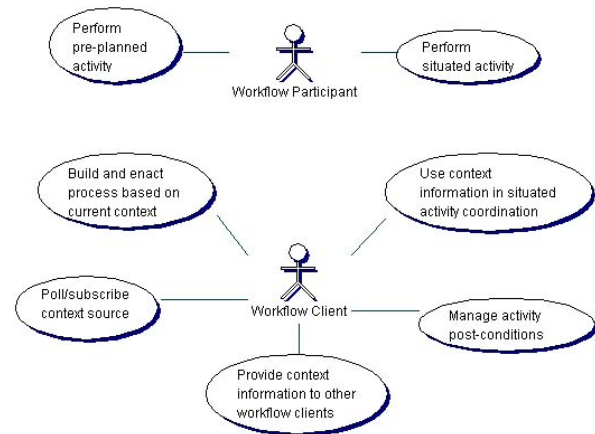 Perform
pre-planned
activity
Workflow Participant
Perform
situated activity
Build and enact
process based on
current context
Use context
information in situated
activity coordination
Poll/subscribe
context source
Workflow Client
Manage activity
post-conditions
Provide context
information to other
workflow clients